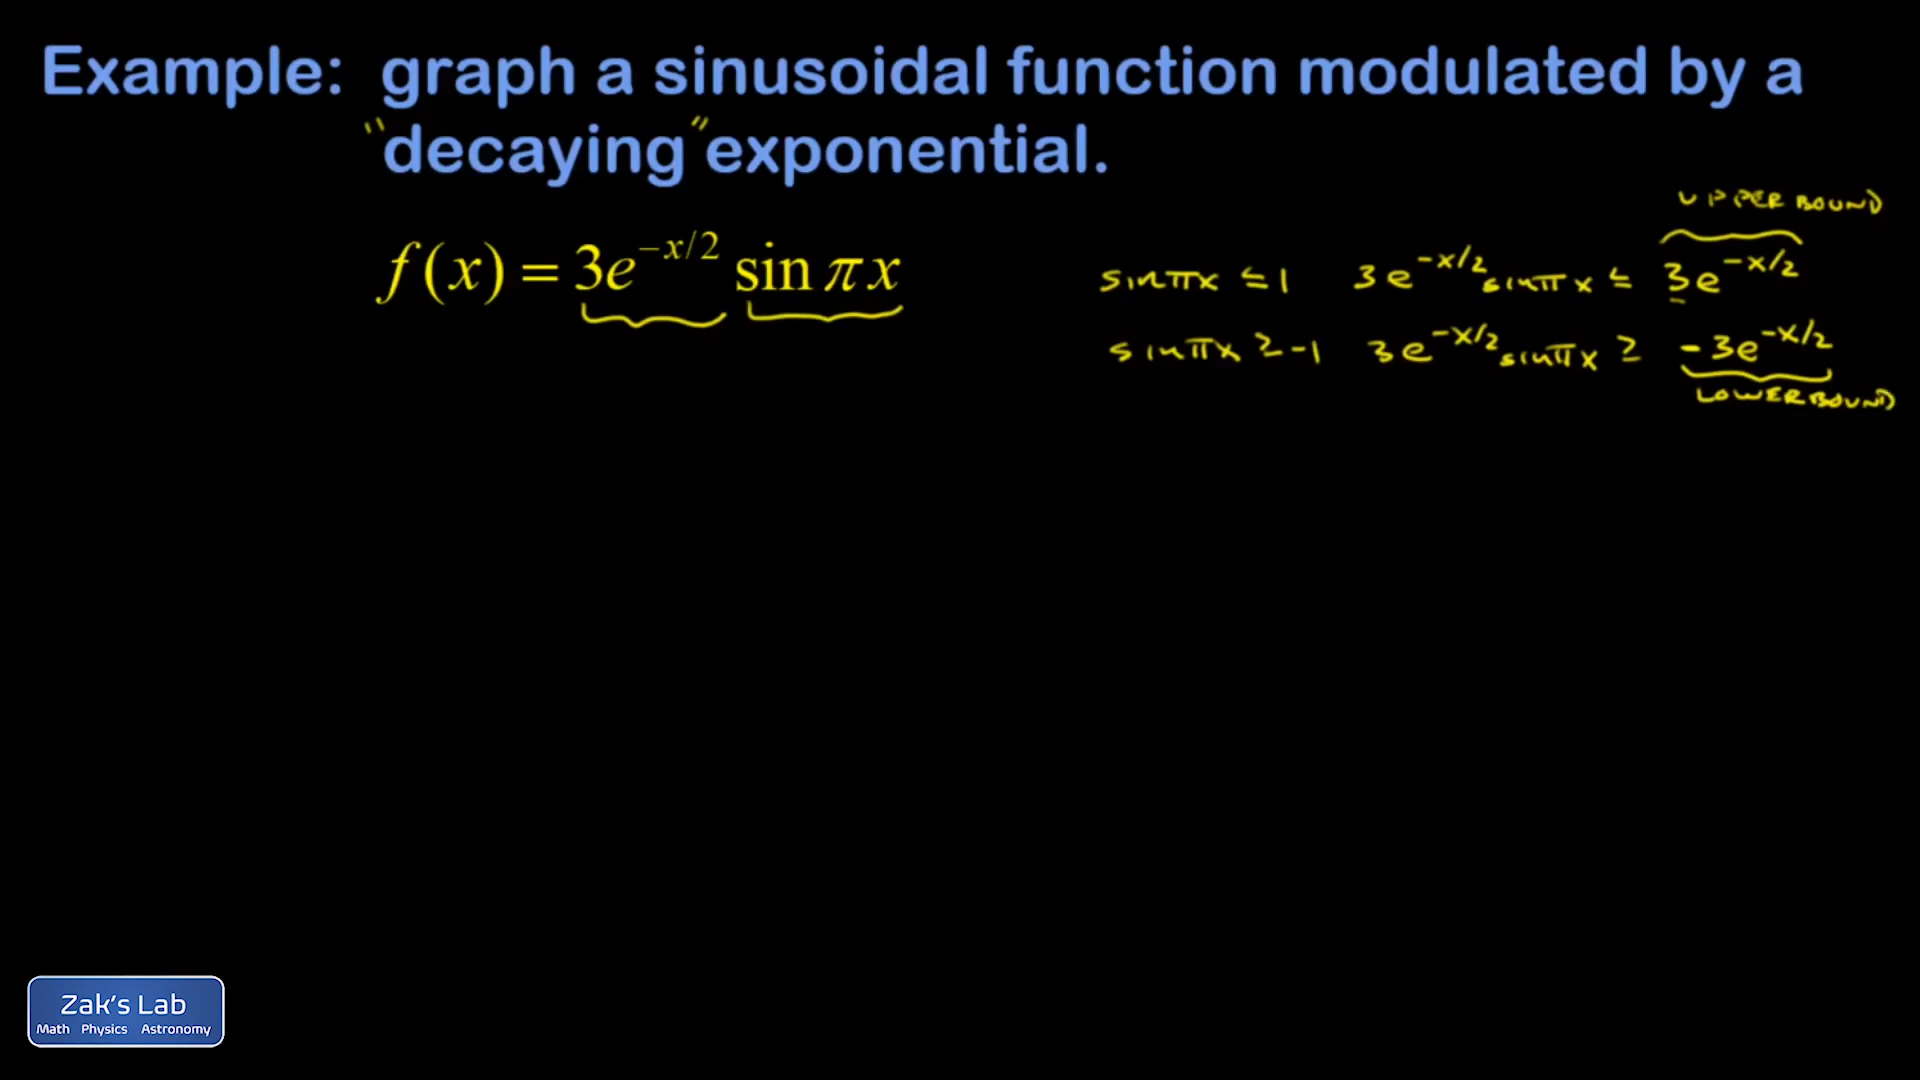 Example: graph a sinusoidal function modulated by a
"decaying" exponential.
UPPER BOUND
f(x) = 3e^{-x/2} sin πx
sin πx ≤ 1 3e^{-x/2} sin πx ≤ 3e^{-x/2}
sin πx ≥ -1 3e^{-x/2} sin πx ≥ -3e^{-x/2}
LOWER BOUND
Zak's Lab
Math Physics Astronomy